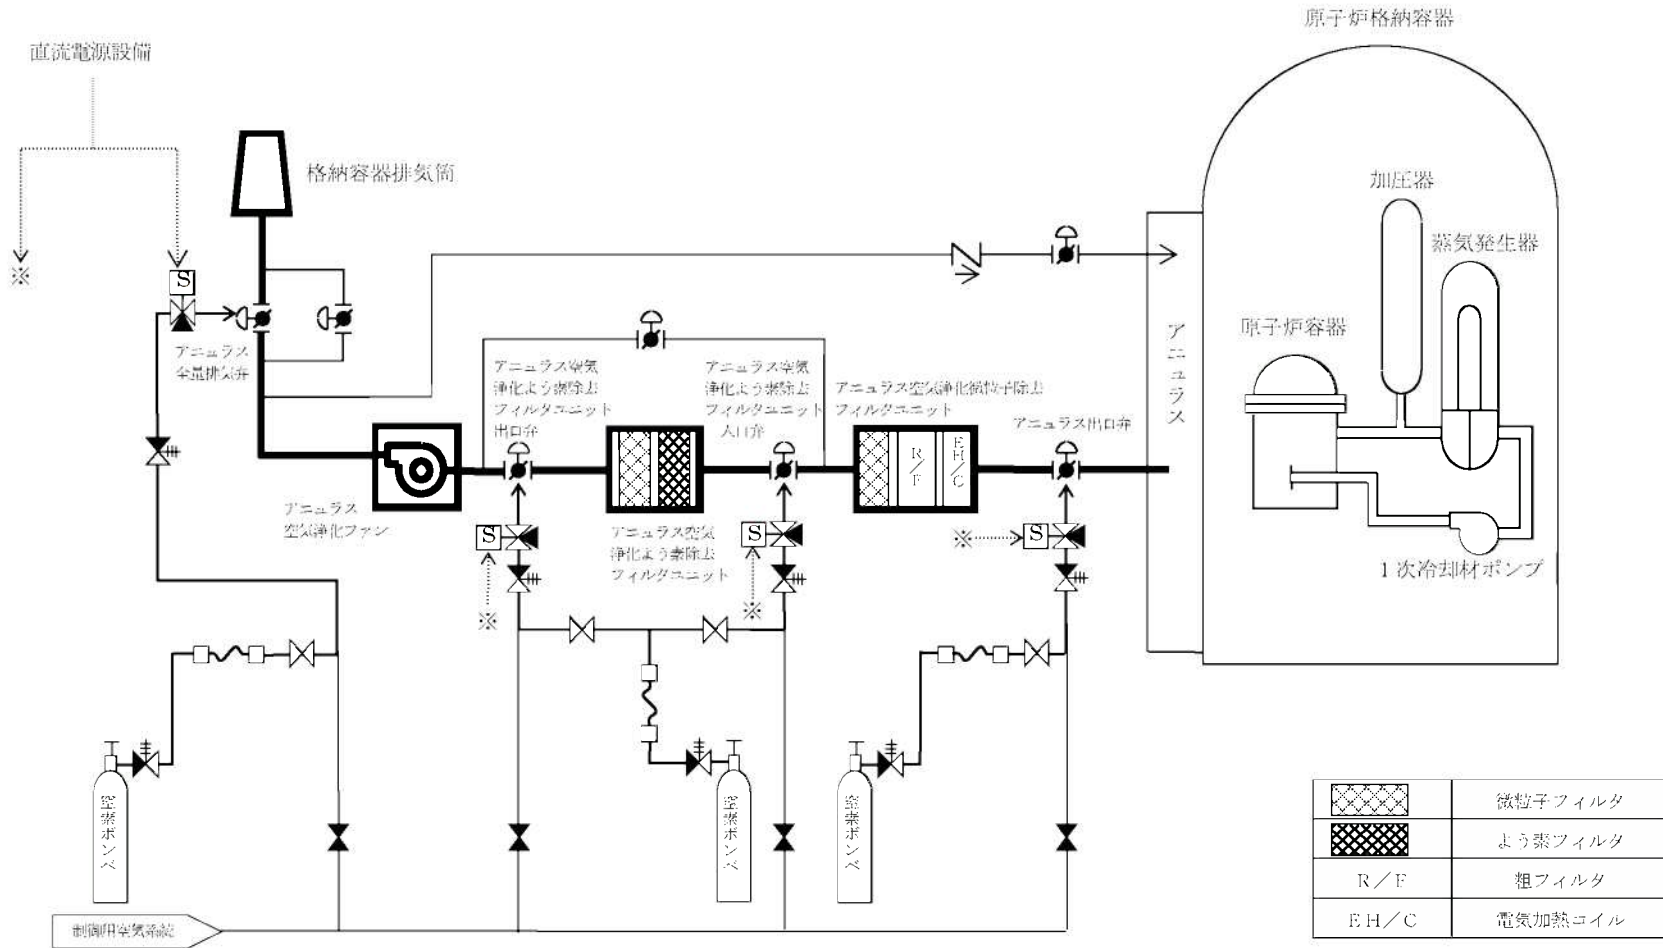 原子炉格納容器
直流電源設備
格納容器排気筒
加圧器
蒸気発生器
※
S
原子炉容器
アニュラス
アニュラス
全量排気弁
アニュラス空気
浄化よう素除去
フィルタユニット
出口弁
アニュラス空気
浄化よう素除去
フィルタユニット
入口弁
アニュラス空気浄化微粒子除去
フィルタユニット
アニュラス出口弁
R/F
EH/C
アニュラス
空気浄化ファン
アニュラス空気
浄化よう素除去
フィルタユニット
S
※
S
※
※
S
1次冷却材ポンプ
窒素ボンベ
窒素ボンベ
窒素ボンベ
制御用空気系統
微粒子フィルタ
よう素フィルタ
R/F
粗フィルタ
EH/C
電気加熱コイル